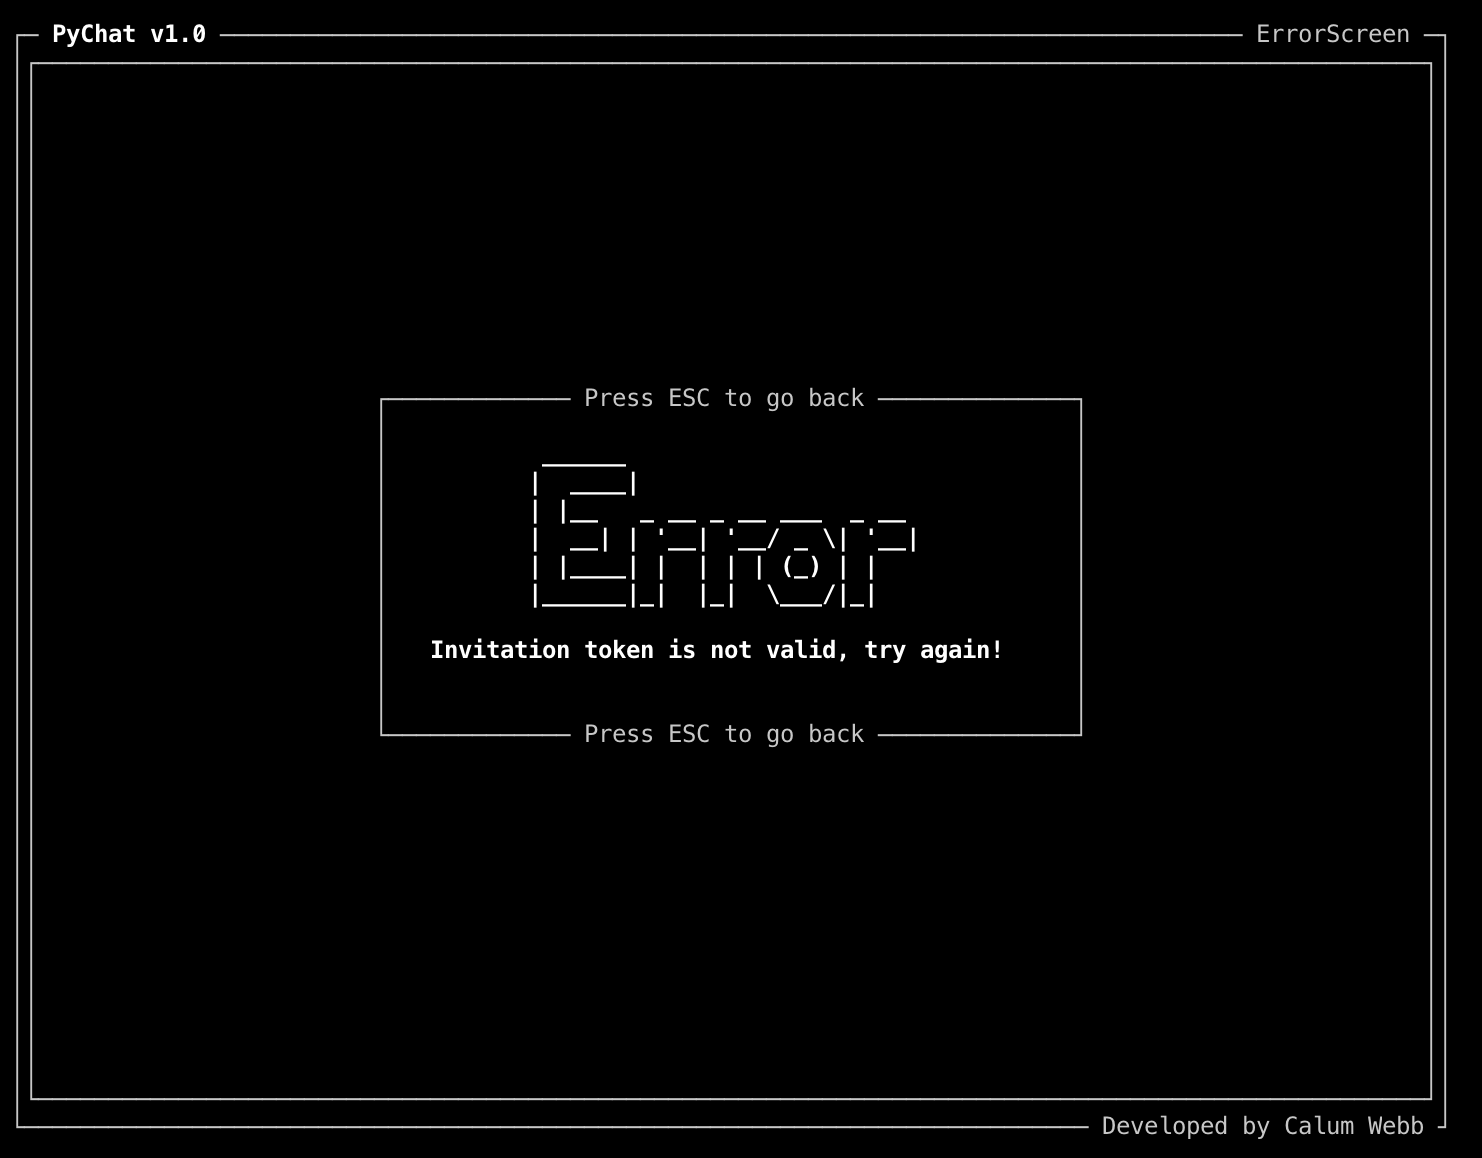 PyChat v1.0 ErrorScreen
Press ESC to go back
Error
Invitation token is not valid, try again!
Press ESC to go back
Developed by Calum Webb